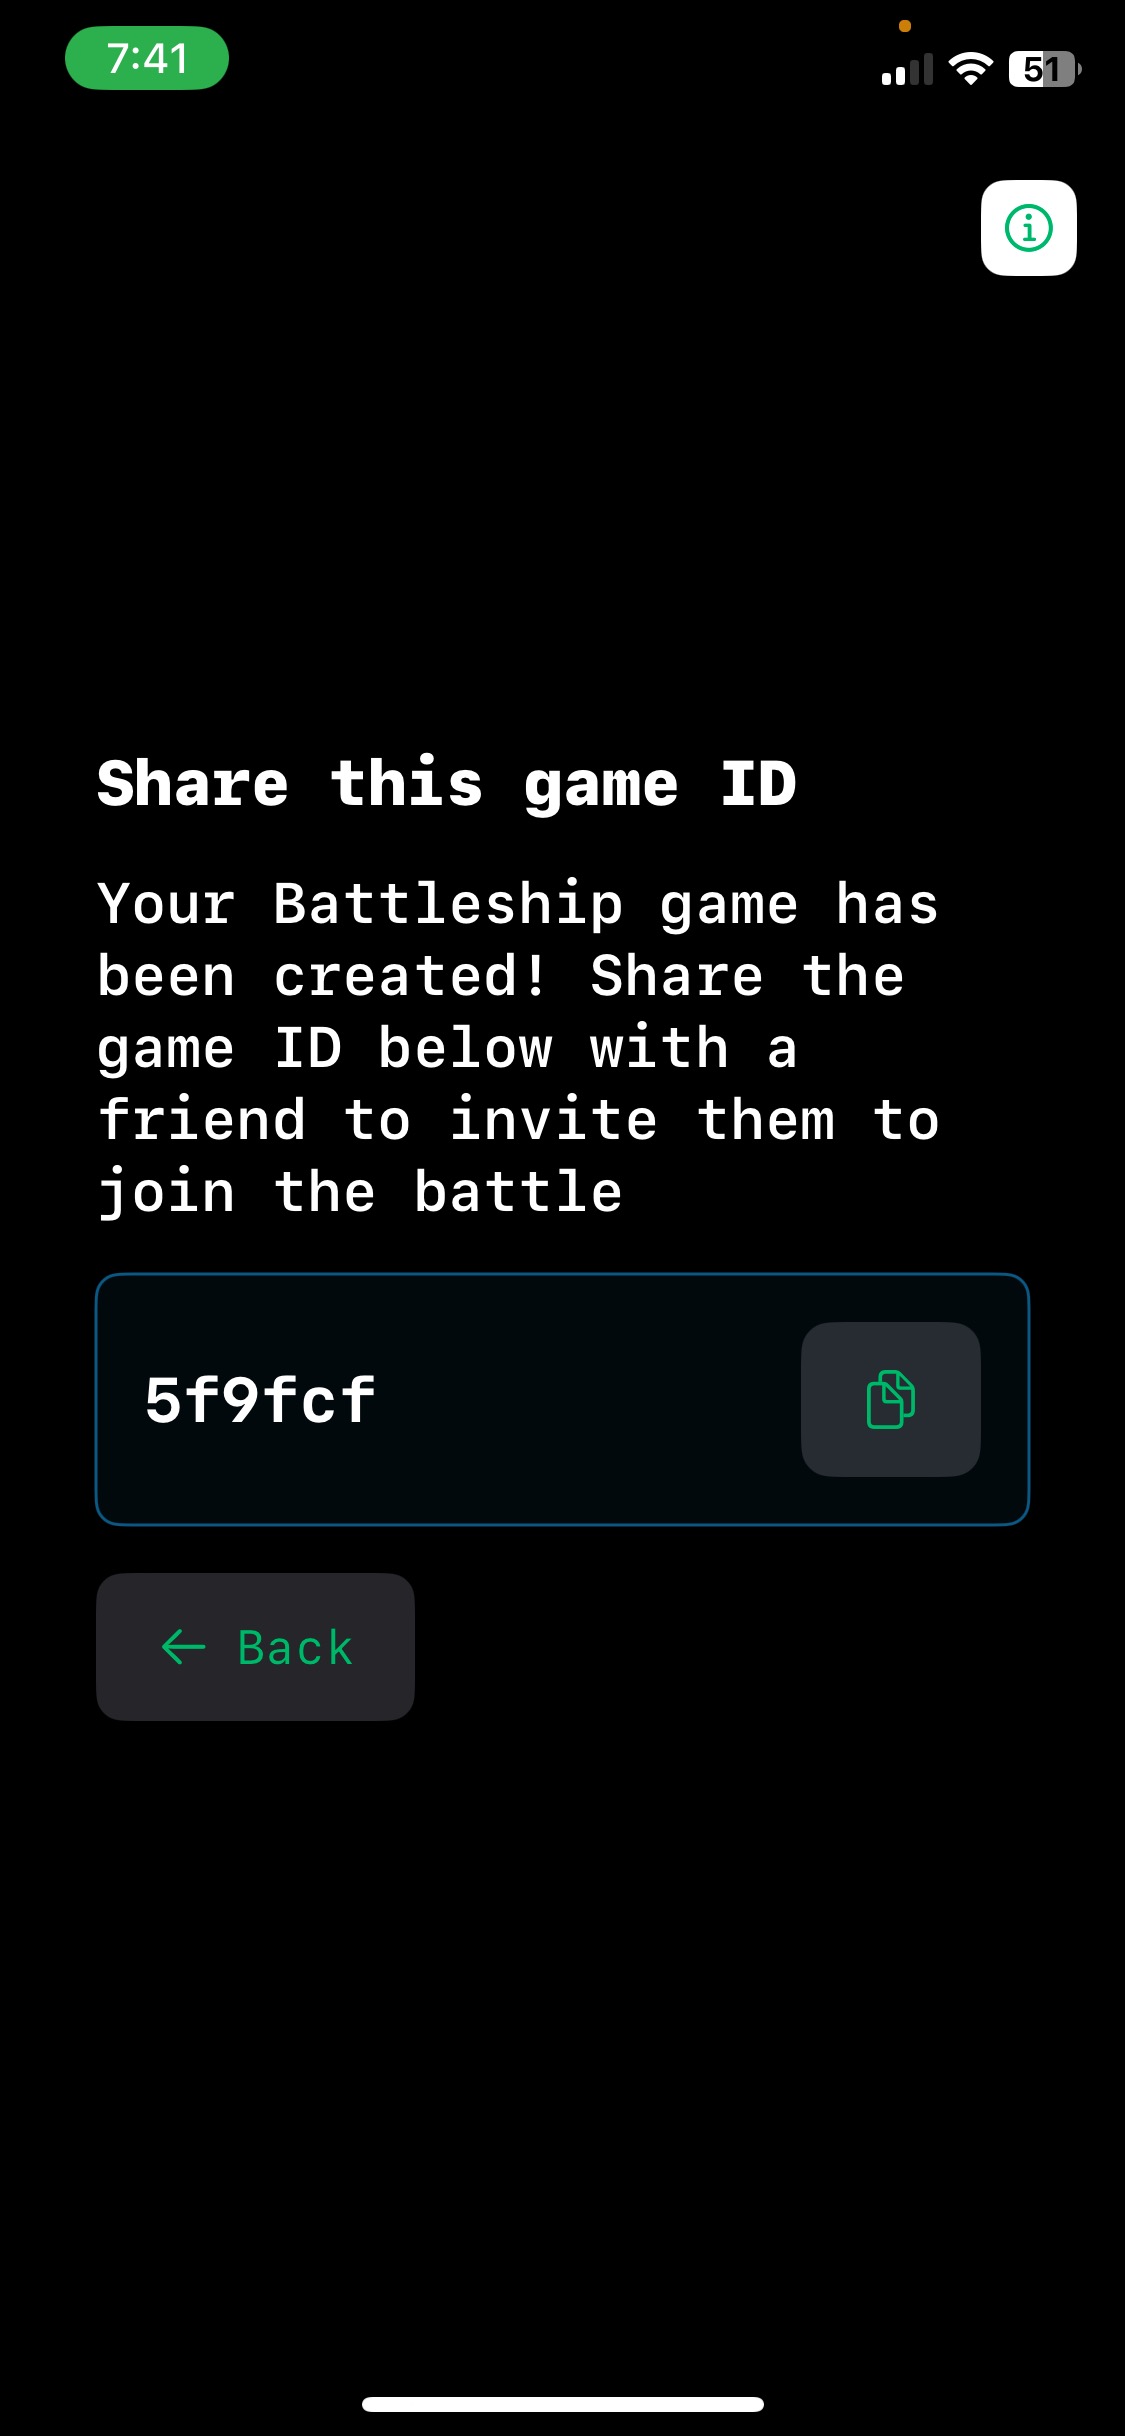 7:41
51
Share this game ID
Your Battleship game has
been created! Share the
game ID below with a
friend to invite them to
join the battle
5f9fcf
← Back